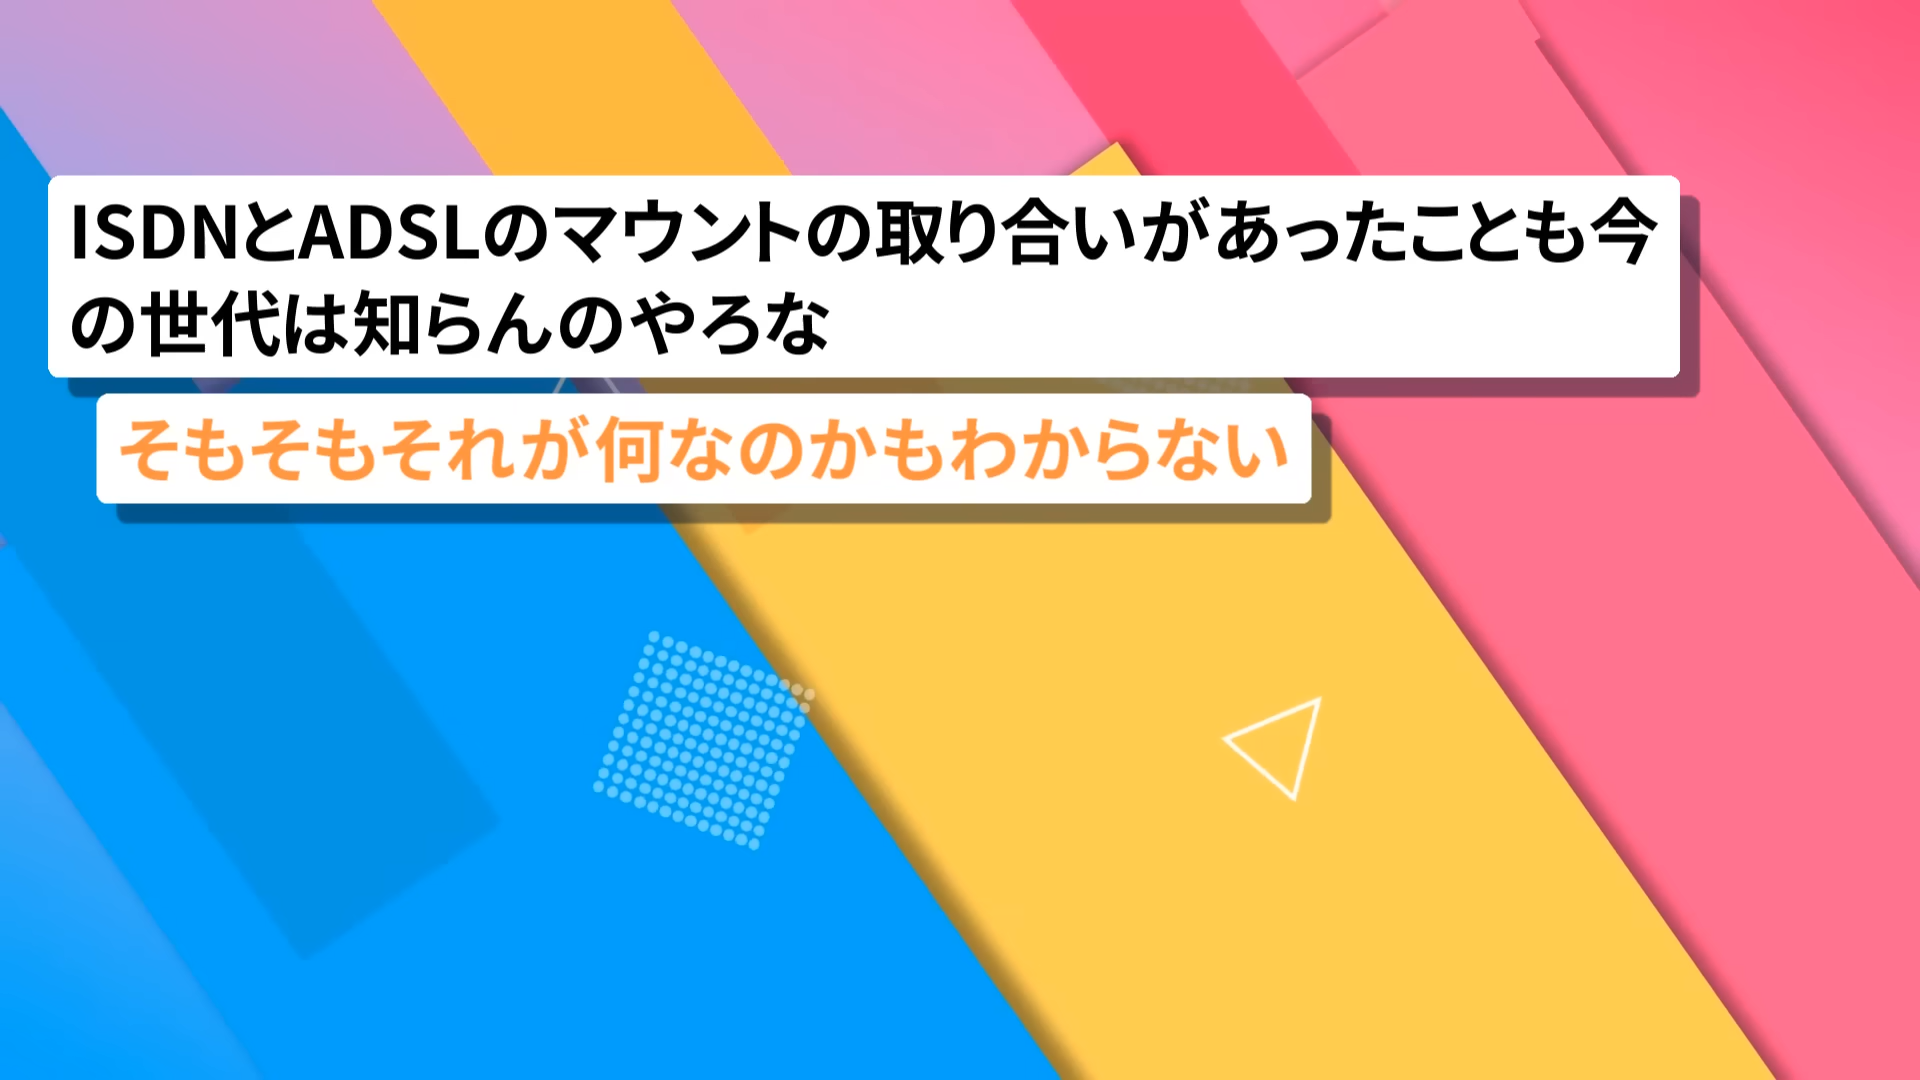 ISDNとADSLのマウントの取り合いがあったことも今
の世代は知らんのやろな
そもそもそれが何なのかもわからない